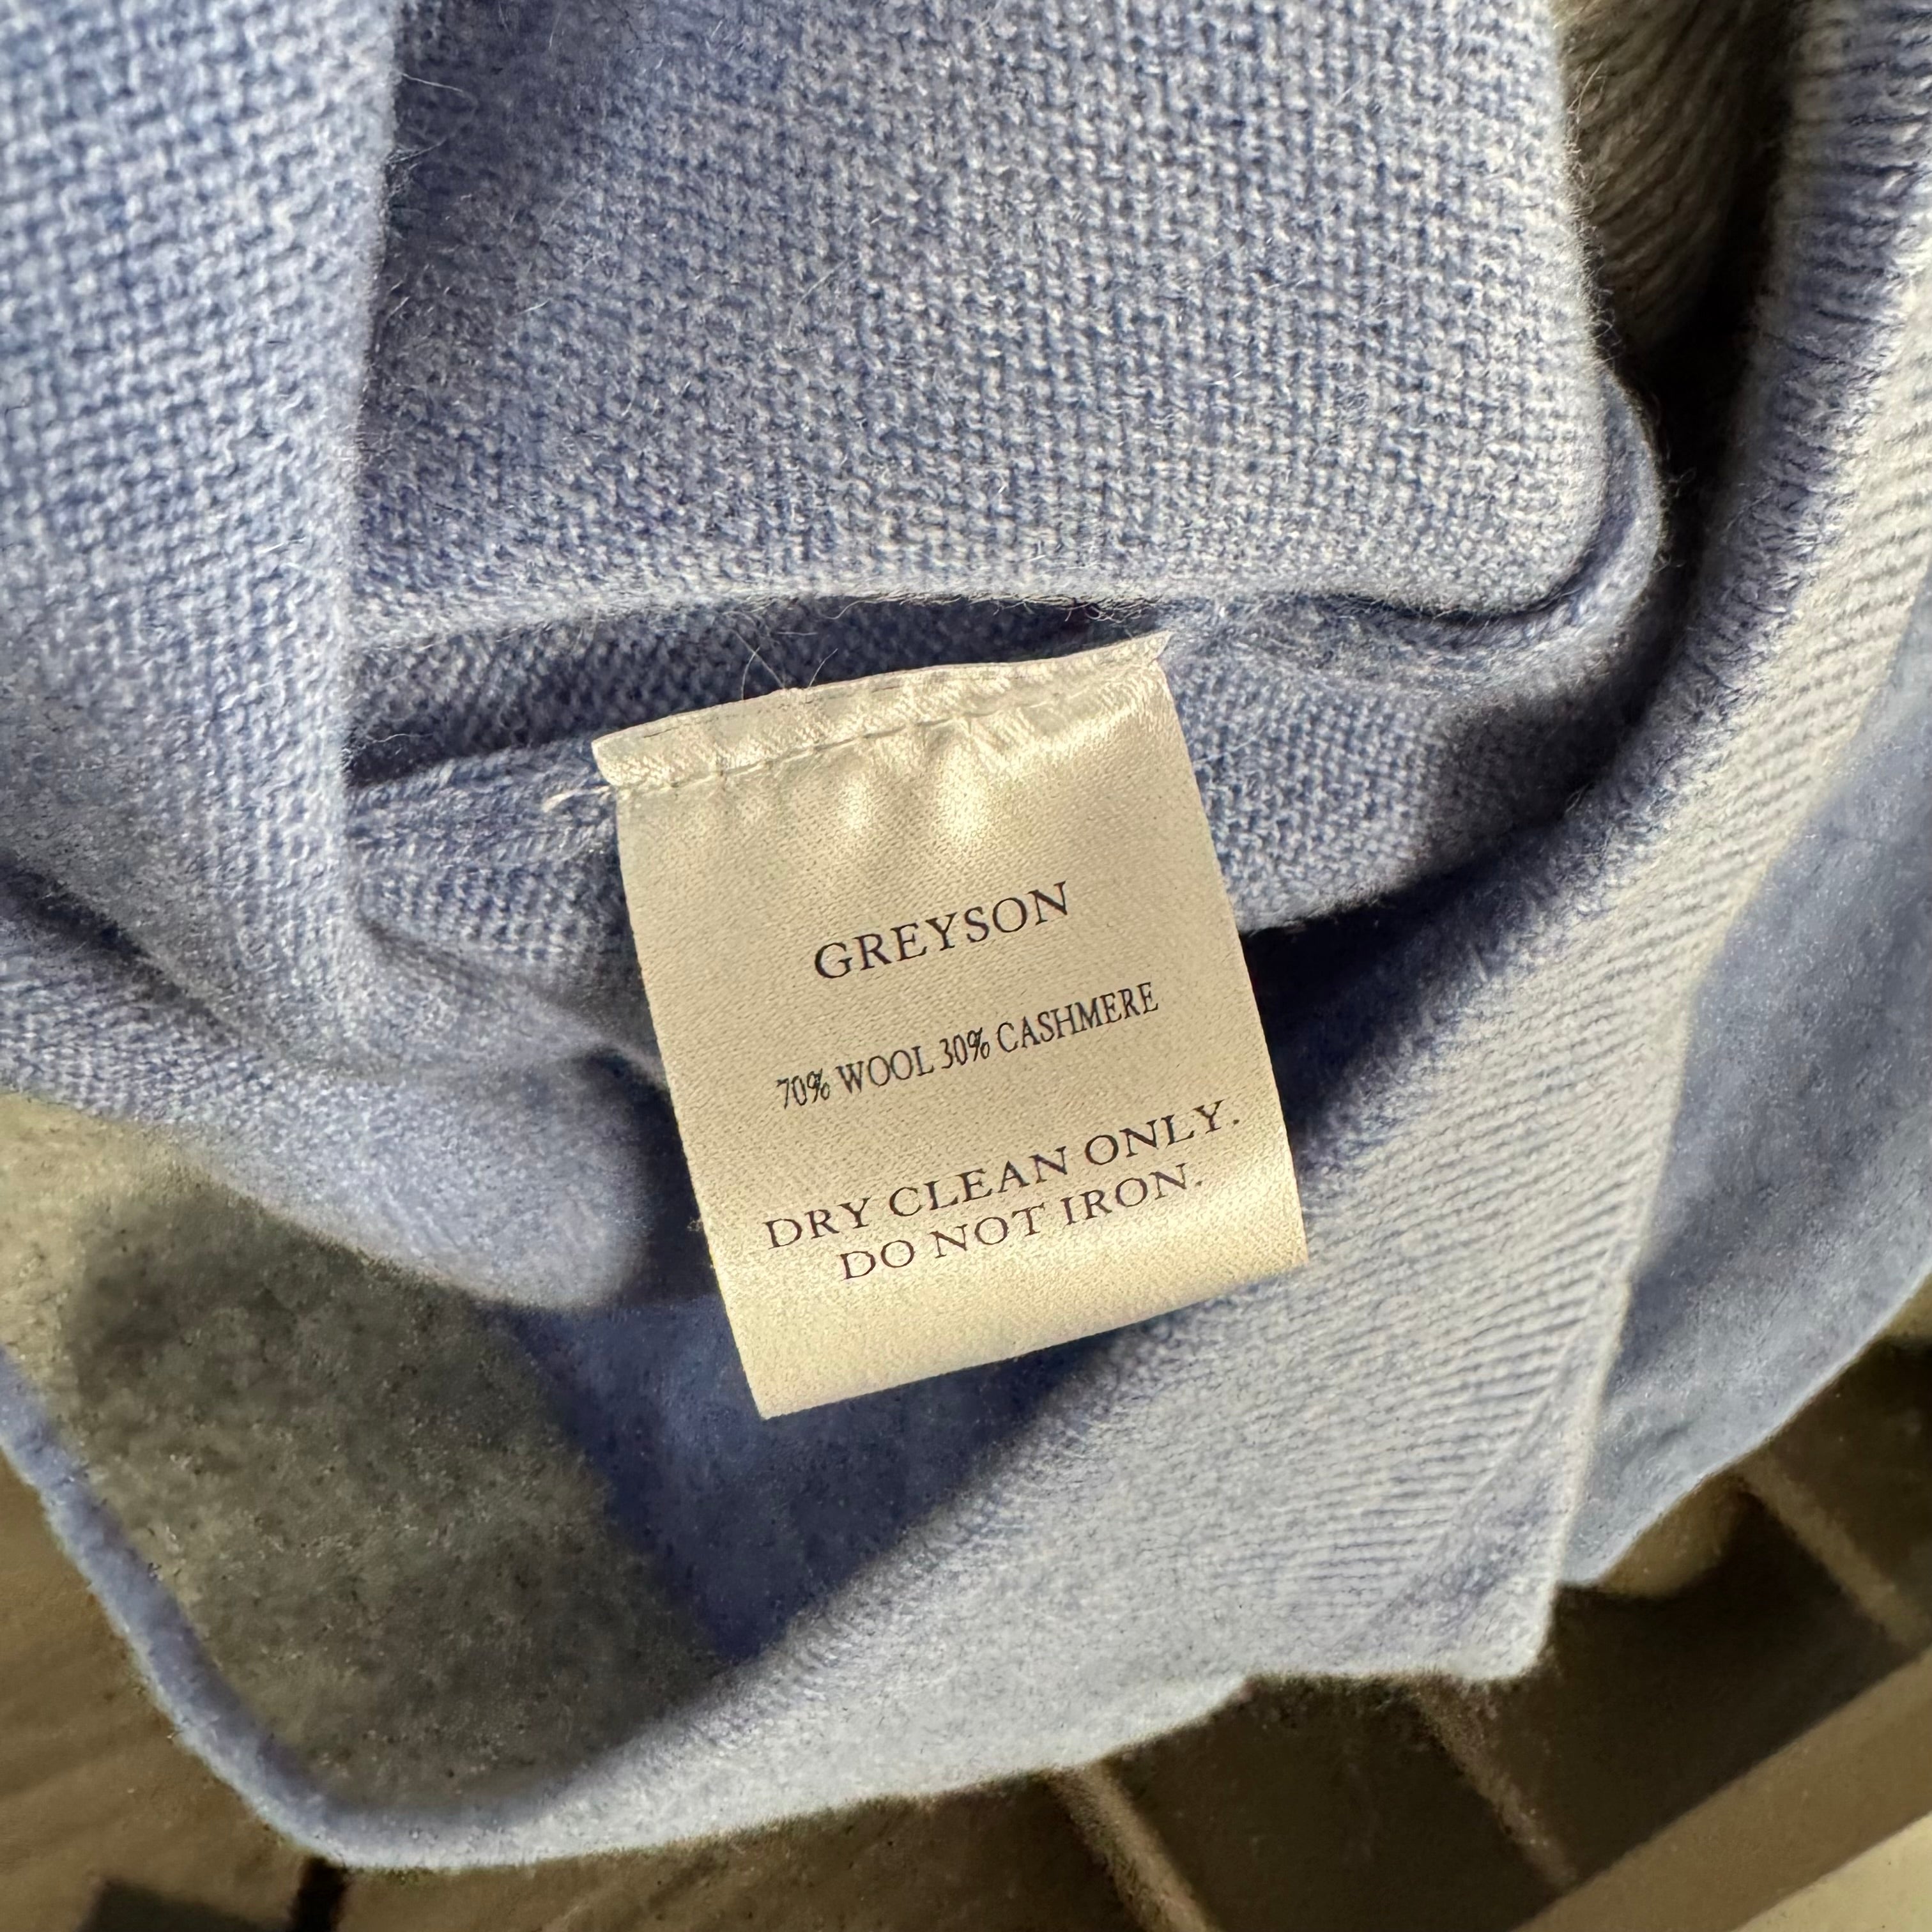 GREYSON
70% WOOL 30% CASHMERE
DRY CLEAN ONLY.
DO NOT IRON.